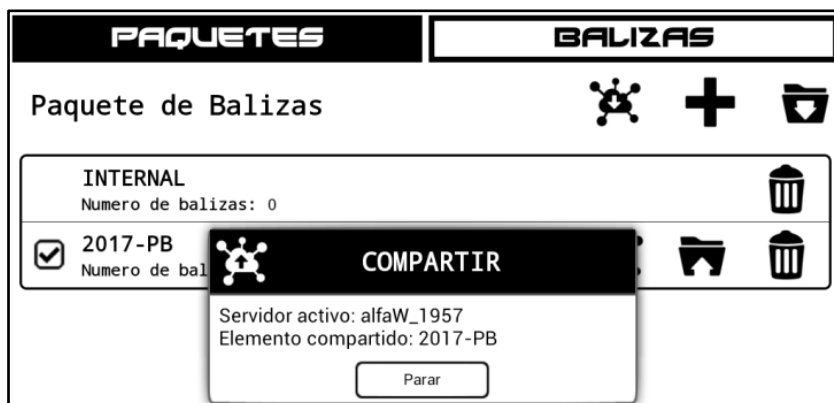 PAQUETES
BALIZAS
Paquete de Balizas
INTERNAL
Numero de balizas: 0
2017-PB
Numero de bal
COMPARTIR
Servidor activo: alfaW_1957
Elemento compartido: 2017-PB
Parar